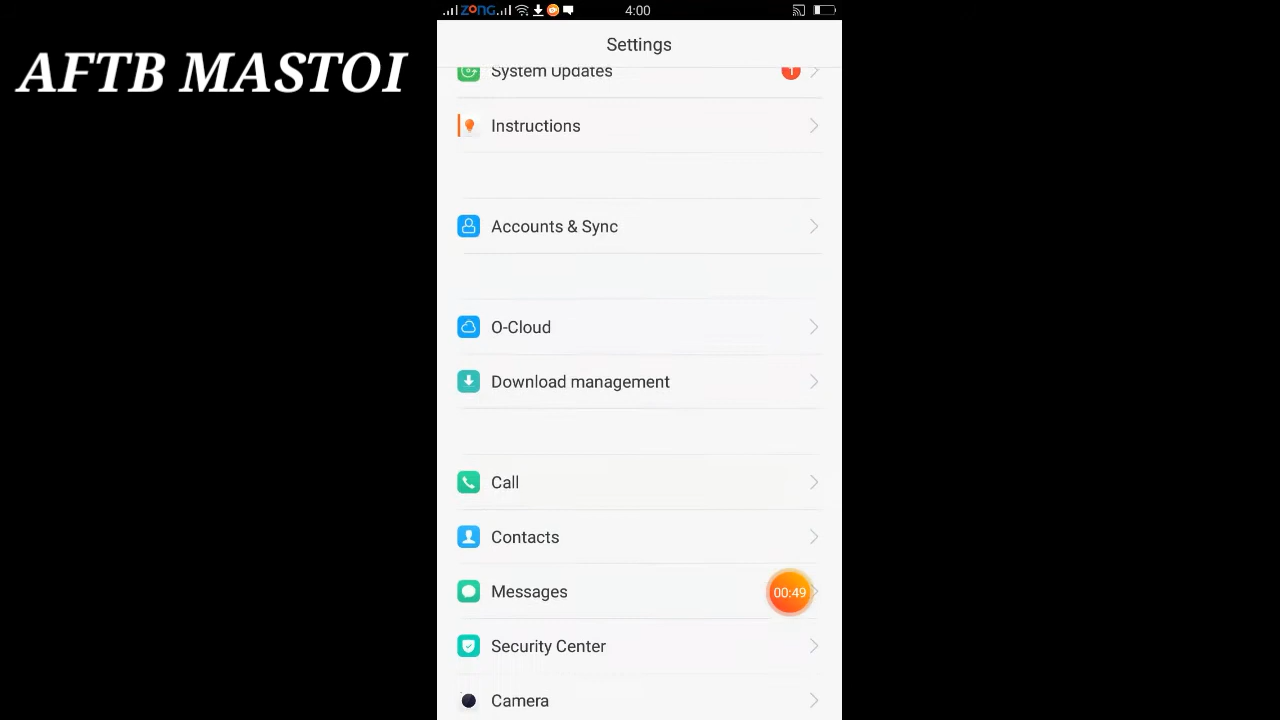 ZONG 4:00
AFTB MASTOI
Settings
System Updates 1
Instructions
Accounts & Sync
O-Cloud
Download management
Call
Contacts
Messages 00:49
Security Center
Camera